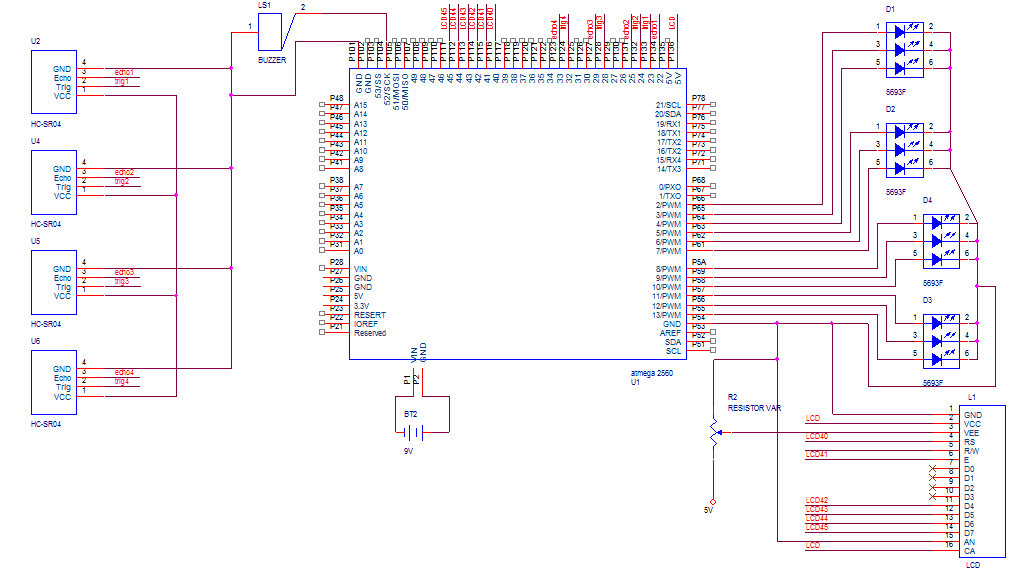 LS1
1
2
BUZZER
U2
GND
Echo
Trig
VCC
4
3
2
1
echo1
trig1
HC-SR04
U4
GND
Echo
Trig
VCC
4
3
2
1
echo2
trig2
HC-SR04
U5
GND
Echo
Trig
VCC
4
3
2
1
echo3
trig3
HC-SR04
U6
GND
Echo
Trig
VCC
4
3
2
1
echo4
trig4
HC-SR04
LCD45
LCD44
LCD43
LCD42
LCD41
LCD40
echo4
trig4
echo3
trig3
echo2
trig2
trig1
echo1
LCD
P101
P102
P103
P104
P105
P106
P107
P108
P109
P110
P111
P112
P113
P114
P115
P116
P117
P118
P119
P120
P121
P122
P123
P124
P125
P126
P127
P128
P129
P130
P131
P132
P133
P134
P135
P136
GND
GND
53/SS
52/SCK
51/MOSI
50/MISO
49
48
47
46
45
44
43
42
41
40
39
38
37
36
35
34
33
32
31
30
29
28
27
26
25
24
23
22
5V
5V
P48 A15
P47 A14
P46 A13
P45 A12
P44 A11
P43 A10
P42 A9
P41 A8
P38 A7
P37 A6
P36 A5
P35 A4
P34 A3
P33 A2
P32 A1
P31 A0
P28 VIN
P27 GND
P26 GND
P25 5V
P24 3.3V
P23 RESERT
P22 IOREF
P21 Reserved
21/SCL P78
20/SDA P77
19/RX1 P76
18/TX1 P75
17/TX2 P74
16/TX2 P73
15/RX4 P72
14/TX3 P71
0/PXO P68
1/TXO P67
2/PWM P66
3/PWM P65
4/PWM P64
5/PWM P63
6/PWM P62
7/PWM P61
8/PWM P5A
9/PWM P59
10/PWM P58
11/PWM P57
12/PWM P56
13/PWM P55
GND P54
AREF P53
SDA P52
SCL P51
VIN
GND
P1
P2
atmega 2560
U1
BT2
9V
D1
1 2
3 4
5 6
5693F
D2
1 2
3 4
5 6
5693F
D4
1 2
3 4
5 6
5693F
D3
1 2
3 4
5 6
5693F
R2
RESISTOR VAR
5V
L1
1 GND
LCD 2 VCC
3 VEE
LCD40 4 RS
5 R/W
LCD41 6 E
7 D0
8 D1
9 D2
10 D3
LCD42 11 D4
LCD43 12 D5
LCD44 13 D6
LCD45 14 D7
15 AN
LCD 16 CA
LCD